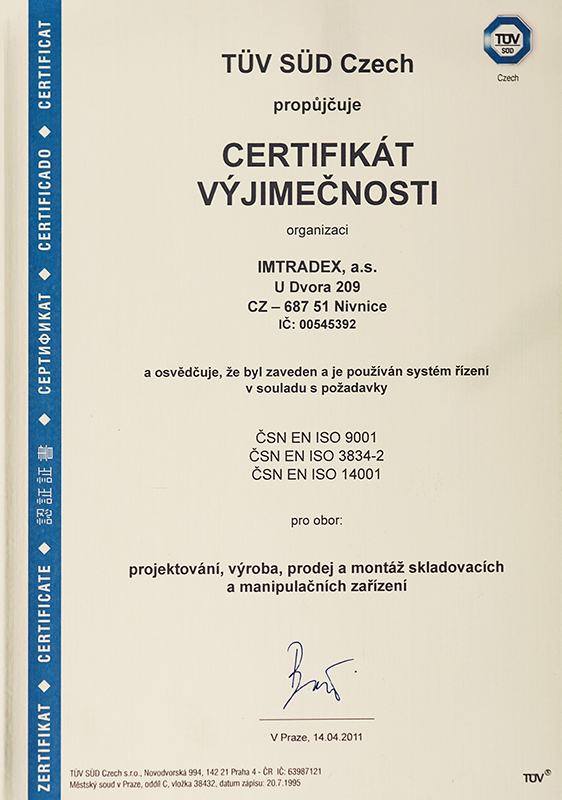 TÜV
SÜD
Czech
TÜV SÜD Czech
propůjčuje
CERTIFIKÁT
VÝJIMEČNOSTI
organizaci
IMTRADEX, a.s.
U Dvora 209
CZ – 687 51 Nivnice
IČ: 00545392
a osvědčuje, že byl zaveden a je používán systém řízení
v souladu s požadavky
ČSN EN ISO 9001
ČSN EN ISO 3834-2
ČSN EN ISO 14001
pro obor:
projektování, výroba, prodej a montáž skladovacích
a manipulačních zařízení
V Praze, 14.04.2011
TÜV SÜD Czech s.r.o., Novodvorská 994, 142 21 Praha 4 - ČR IČ: 63987121
Městský soud v Praze, oddíl C, vložka 38432, datum zápisu: 20.7.1995
TÜV®
ZERTIFIKAT ◆ CERTIFICATE ◆ 認証証書 ◆ СЕРТИФИКАТ ◆ CERTIFICADO ◆ CERTIFICAT